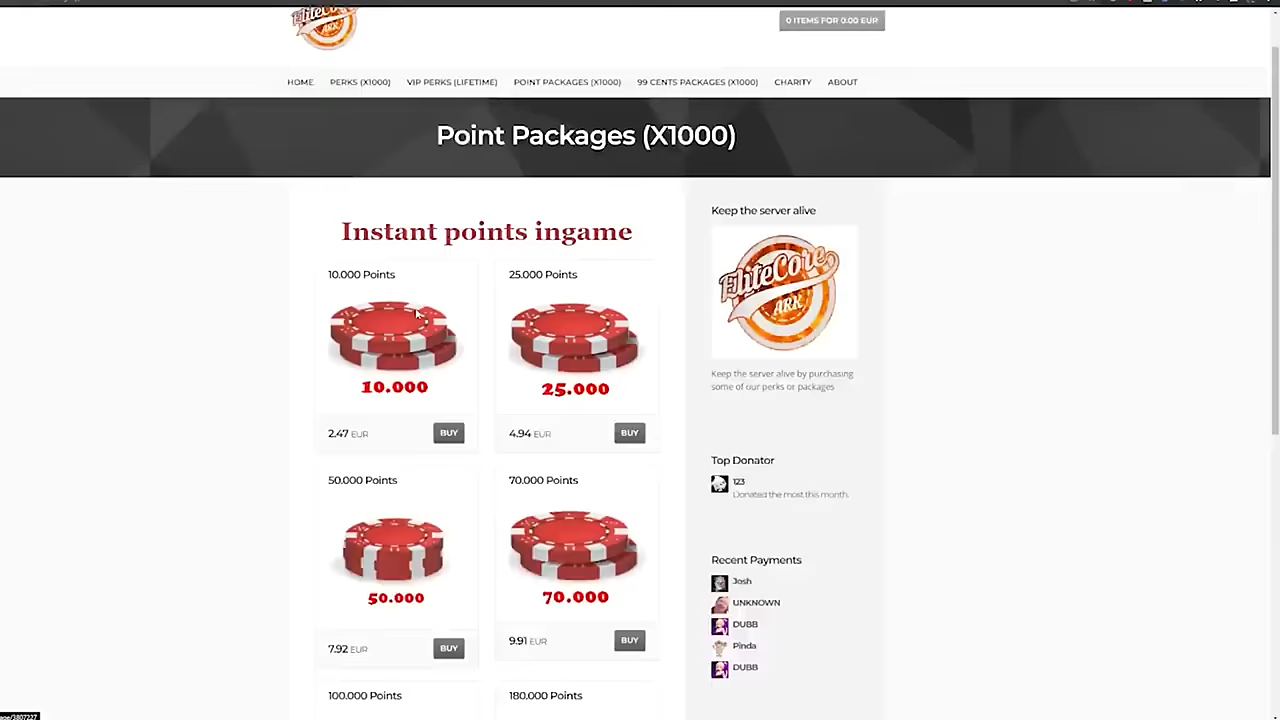 EliteCore
0 ITEMS FOR 0.00 EUR
HOME PERKS (X1000) VIP PERKS (LIFETIME) POINT PACKAGES (X1000) 99 CENTS PACKAGES (X1000) CHARITY ABOUT
Point Packages (X1000)
Instant points ingame
10.000 Points
10.000
2.47 EUR BUY
25.000 Points
25.000
4.94 EUR BUY
50.000 Points
50.000
7.92 EUR BUY
70.000 Points
70.000
9.91 EUR BUY
100.000 Points
180.000 Points
Keep the server alive
EliteCore
ARK
Keep the server alive by purchasing
some of our perks or packages
Top Donator
123
Donated the most this month.
Recent Payments
Josh
UNKNOWN
DUBB
Pinda
DUBB